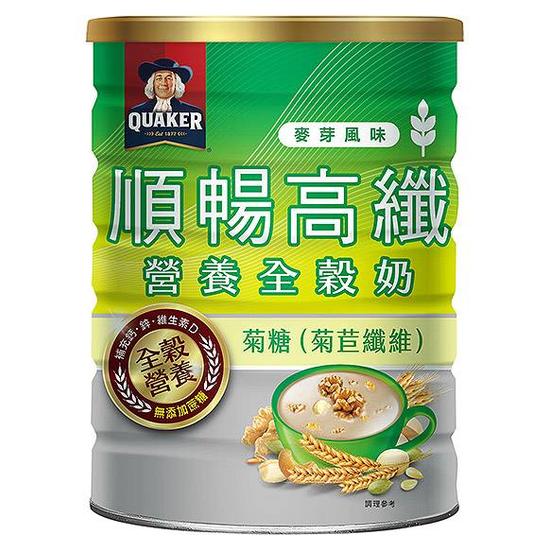 QUAKER
Est 1877
麥芽風味
順暢高纖
營養全穀奶
菊糖(菊苣纖維)
補充鈣·鋅·維生素D
全穀
營養
無添加蔗糖
調理參考